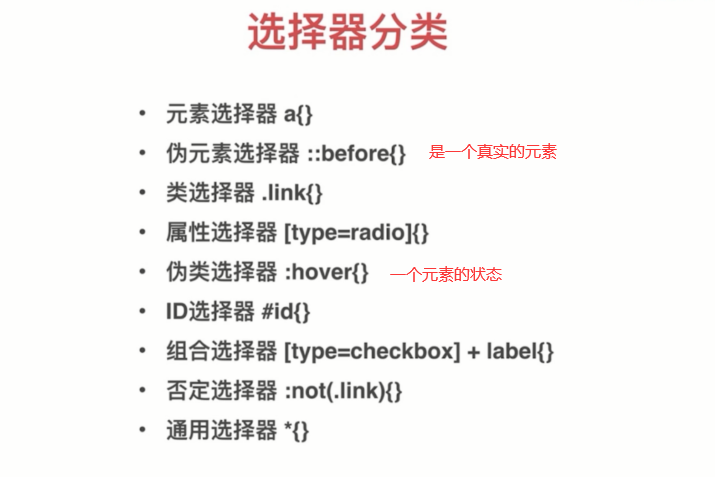 选择器分类
• 元素选择器 a{}
• 伪元素选择器 ::before{} 是一个真实的元素
• 类选择器 .link{}
• 属性选择器 [type=radio]{}
• 伪类选择器 :hover{} 一个元素的状态
• ID选择器 #id{}
• 组合选择器 [type=checkbox] + label{}
• 否定选择器 :not(.link){}
• 通用选择器 *{}